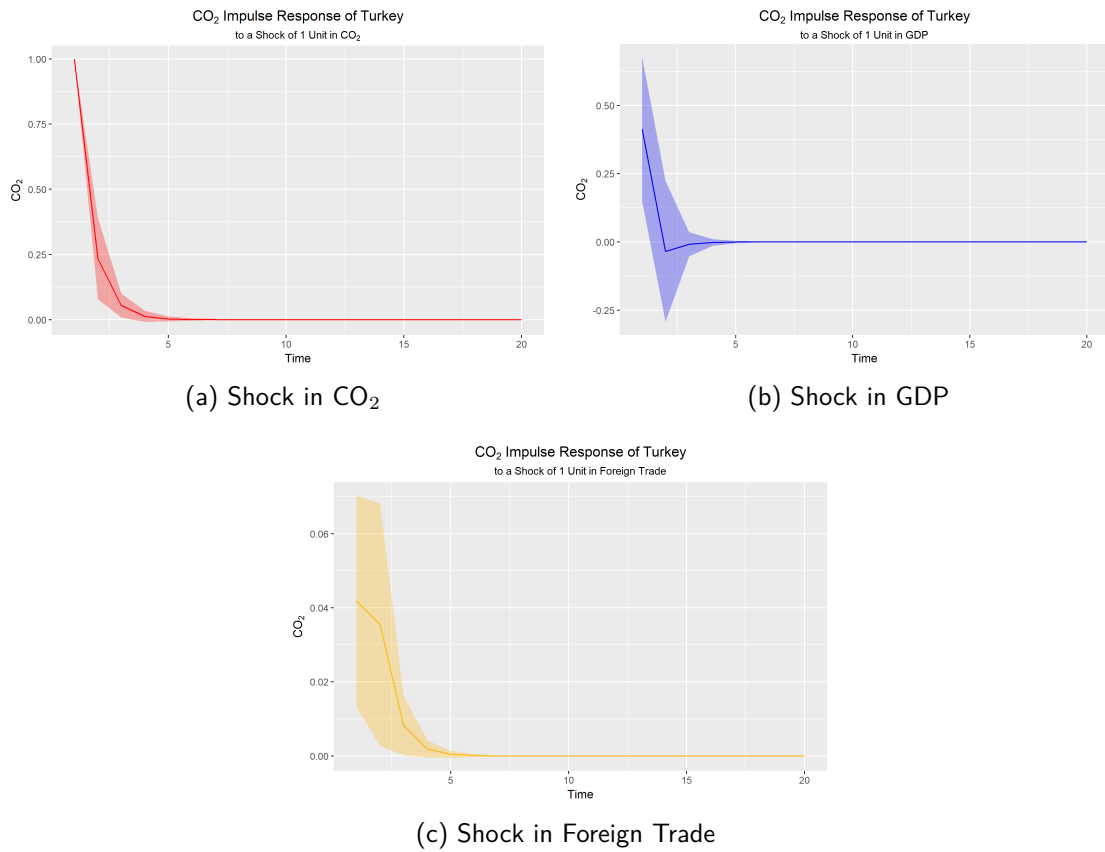 CO₂ Impulse Response of Turkey
to a Shock of 1 Unit in CO₂
1.00
0.75
0.50
0.25
0.00
CO₂
5
10
15
20
Time
(a) Shock in CO₂
CO₂ Impulse Response of Turkey
to a Shock of 1 Unit in GDP
0.50
0.25
0.00
-0.25
CO₂
5
10
15
20
Time
(b) Shock in GDP
CO₂ Impulse Response of Turkey
to a Shock of 1 Unit in Foreign Trade
0.06
0.04
0.02
0.00
CO₂
5
10
15
20
Time
(c) Shock in Foreign Trade